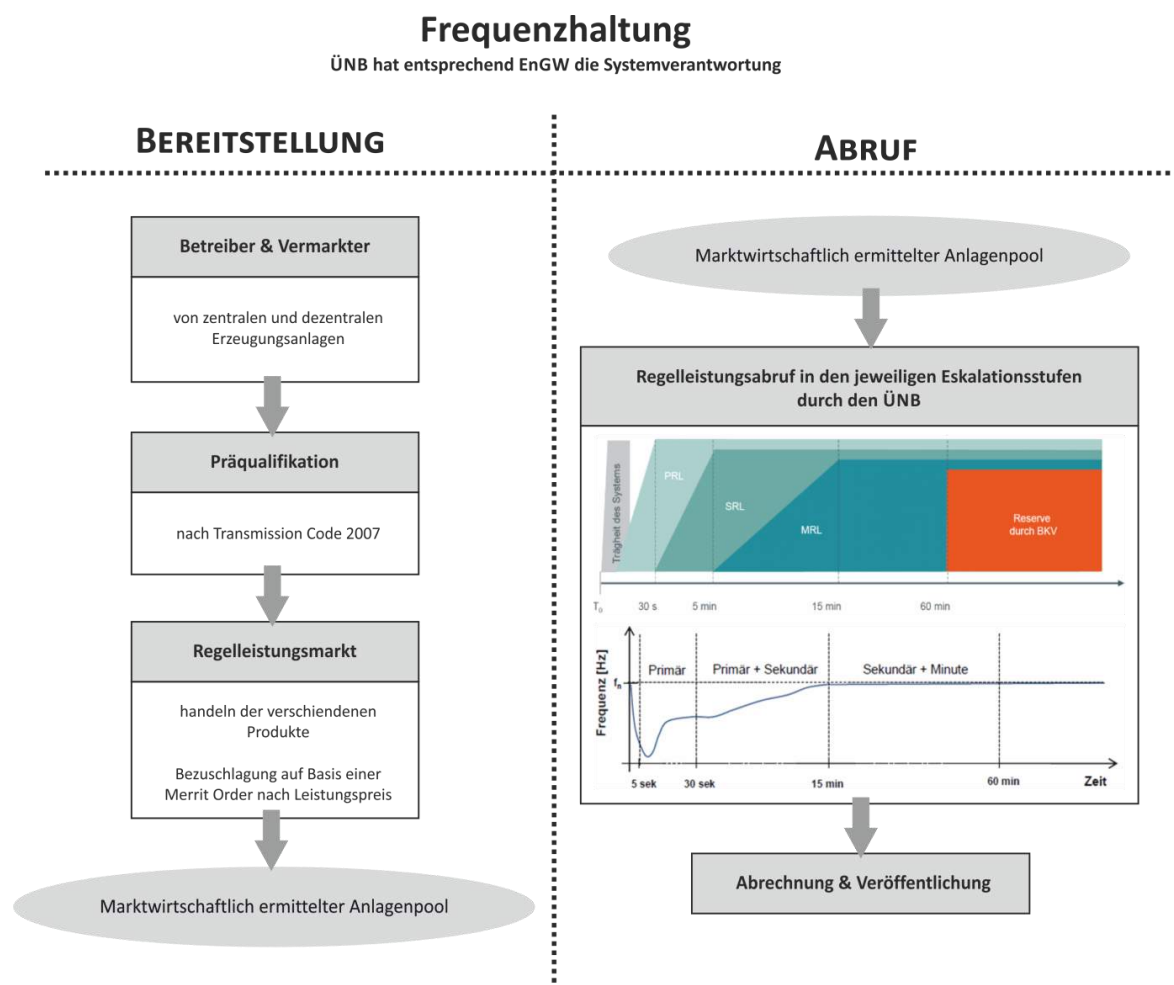 Frequenzhaltung
ÜNB hat entsprechend EnGW die Systemverantwortung
BEREITSTELLUNG
Betreiber & Vermarkter
von zentralen und dezentralen
Erzeugungsanlagen
Präqualifikation
nach Transmission Code 2007
Regelleistungsmarkt
handeln der verschiendenen
Produkte
Bezuschlagung auf Basis einer
Merrit Order nach Leistungspreis
Marktwirtschaftlich ermittelter Anlagenpool
ABRUF
Marktwirtschaftlich ermittelter Anlagenpool
Regelleistungsabruf in den jeweiligen Eskalationsstufen
durch den ÜNB
Trägheit des Systems
PRL
SRL
MRL
Reserve
durch BKV
T0 30 s 5 min 15 min 60 min
Frequenz [Hz]
fn
Primär Primär + Sekundär Sekundär + Minute
5 sek 30 sek 15 min 60 min Zeit
Abrechnung & Veröffentlichung